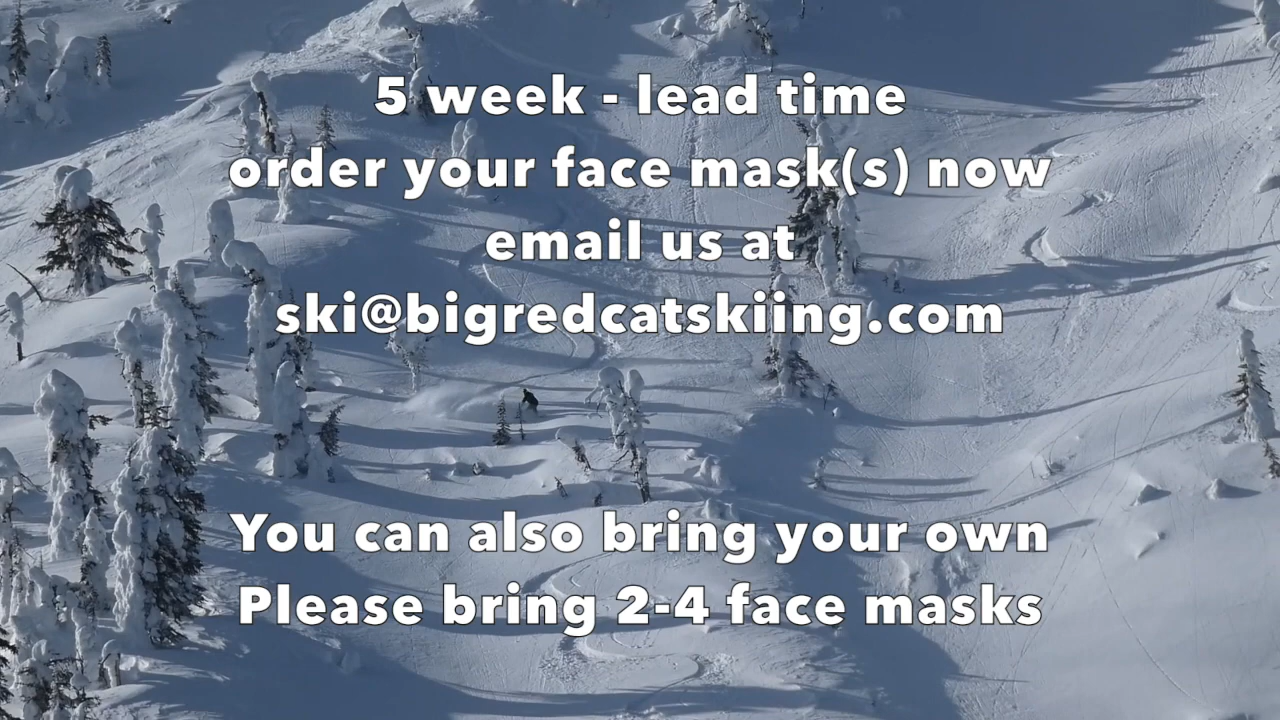 5 week - lead time
order your face mask(s) now
email us at
ski@bigredcatskiing.com
You can also bring your own
Please bring 2-4 face masks